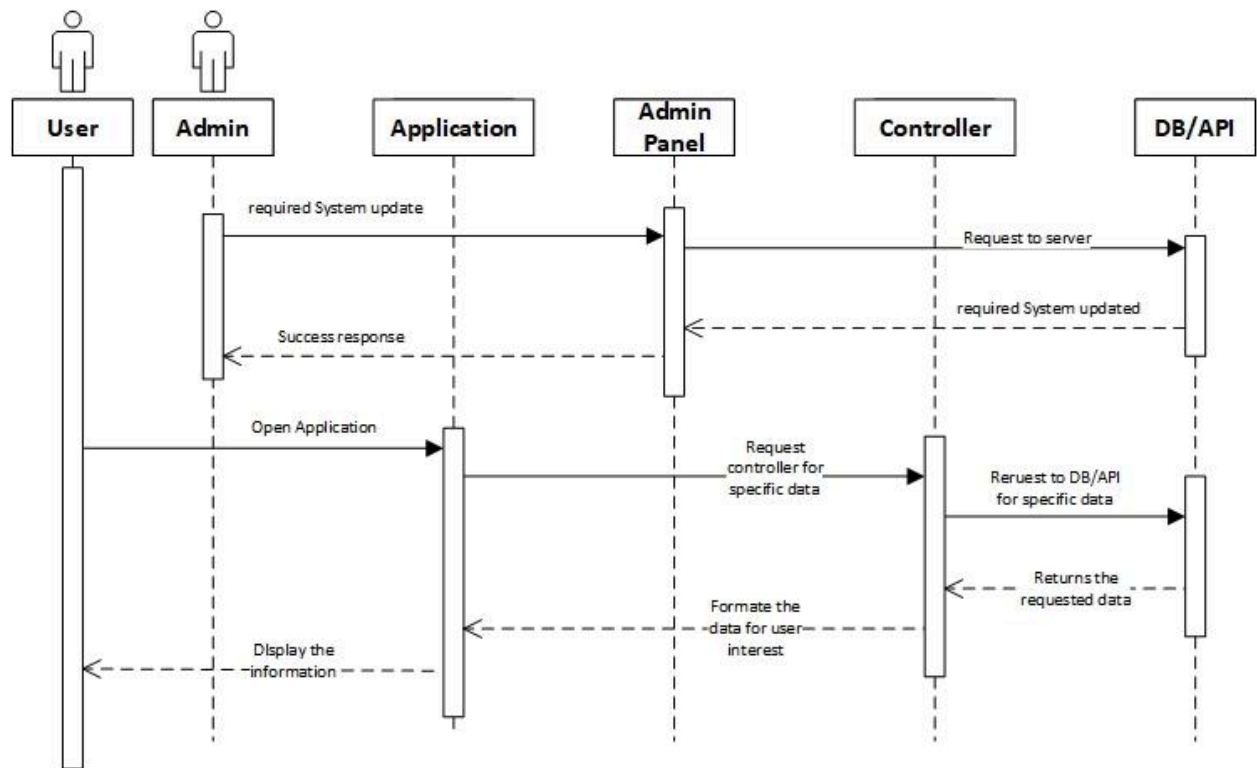 User
Admin
Application
Admin
Panel
Controller
DB/API
required System update
Request to server
required System updated
Success response
Open Application
Request
controller for
specific data
Reruest to DB/API
for specific data
Returns the
requested data
Formate the
data for user
interest
DIsplay the
information